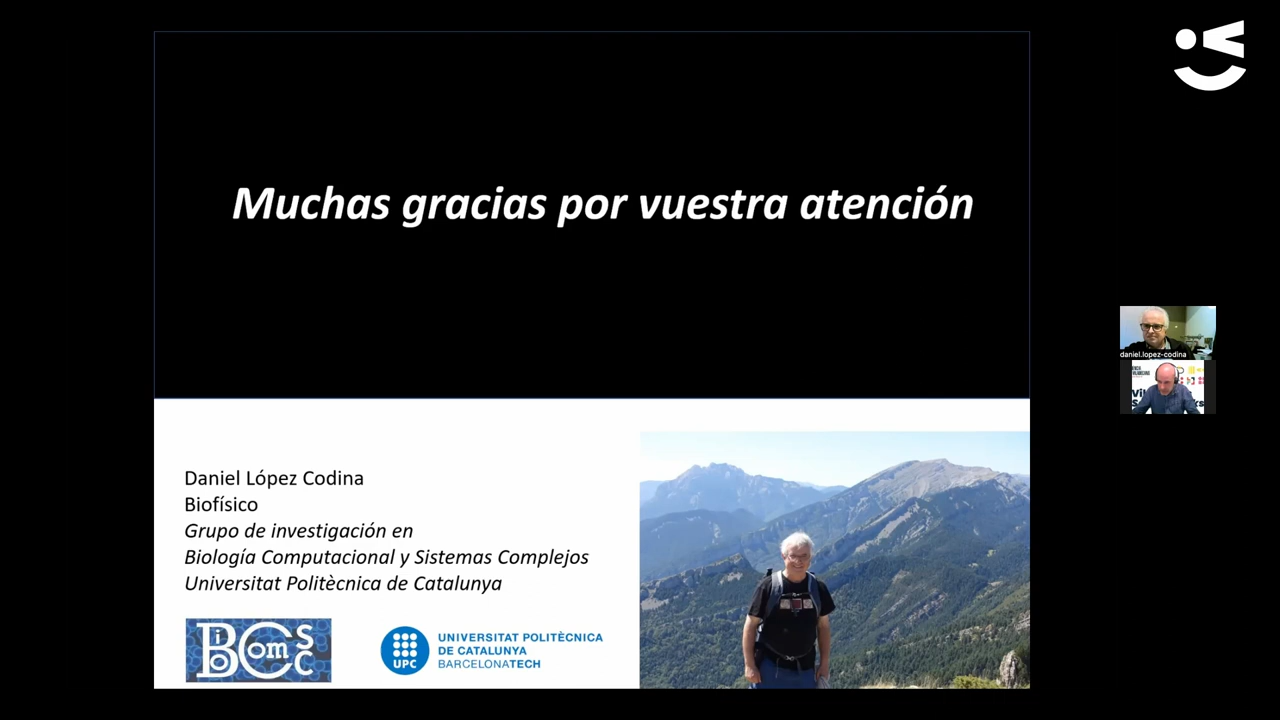 Muchas gracias por vuestra atención
Daniel López Codina
Biofísico
Grupo de investigación en
Biología Computacional y Sistemas Complejos
Universitat Politècnica de Catalunya
BioComSC
UPC
UNIVERSITAT POLITÈCNICA
DE CATALUNYA
BARCELONATECH
daniel.lopez-codina